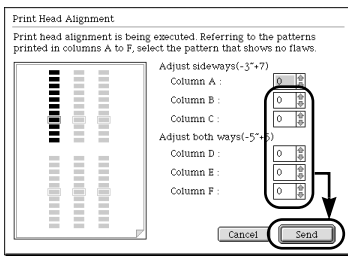 Print Head Alignment
Print head alignment is being executed. Referring to the patterns
printed in columns A to F, select the pattern that shows no flaws.
Adjust sideways(-3~+7)
Column A : 0
Column B : 0
Column C : 0
Adjust both ways(-5~+5)
Column D : 0
Column E : 0
Column F : 0
Cancel Send